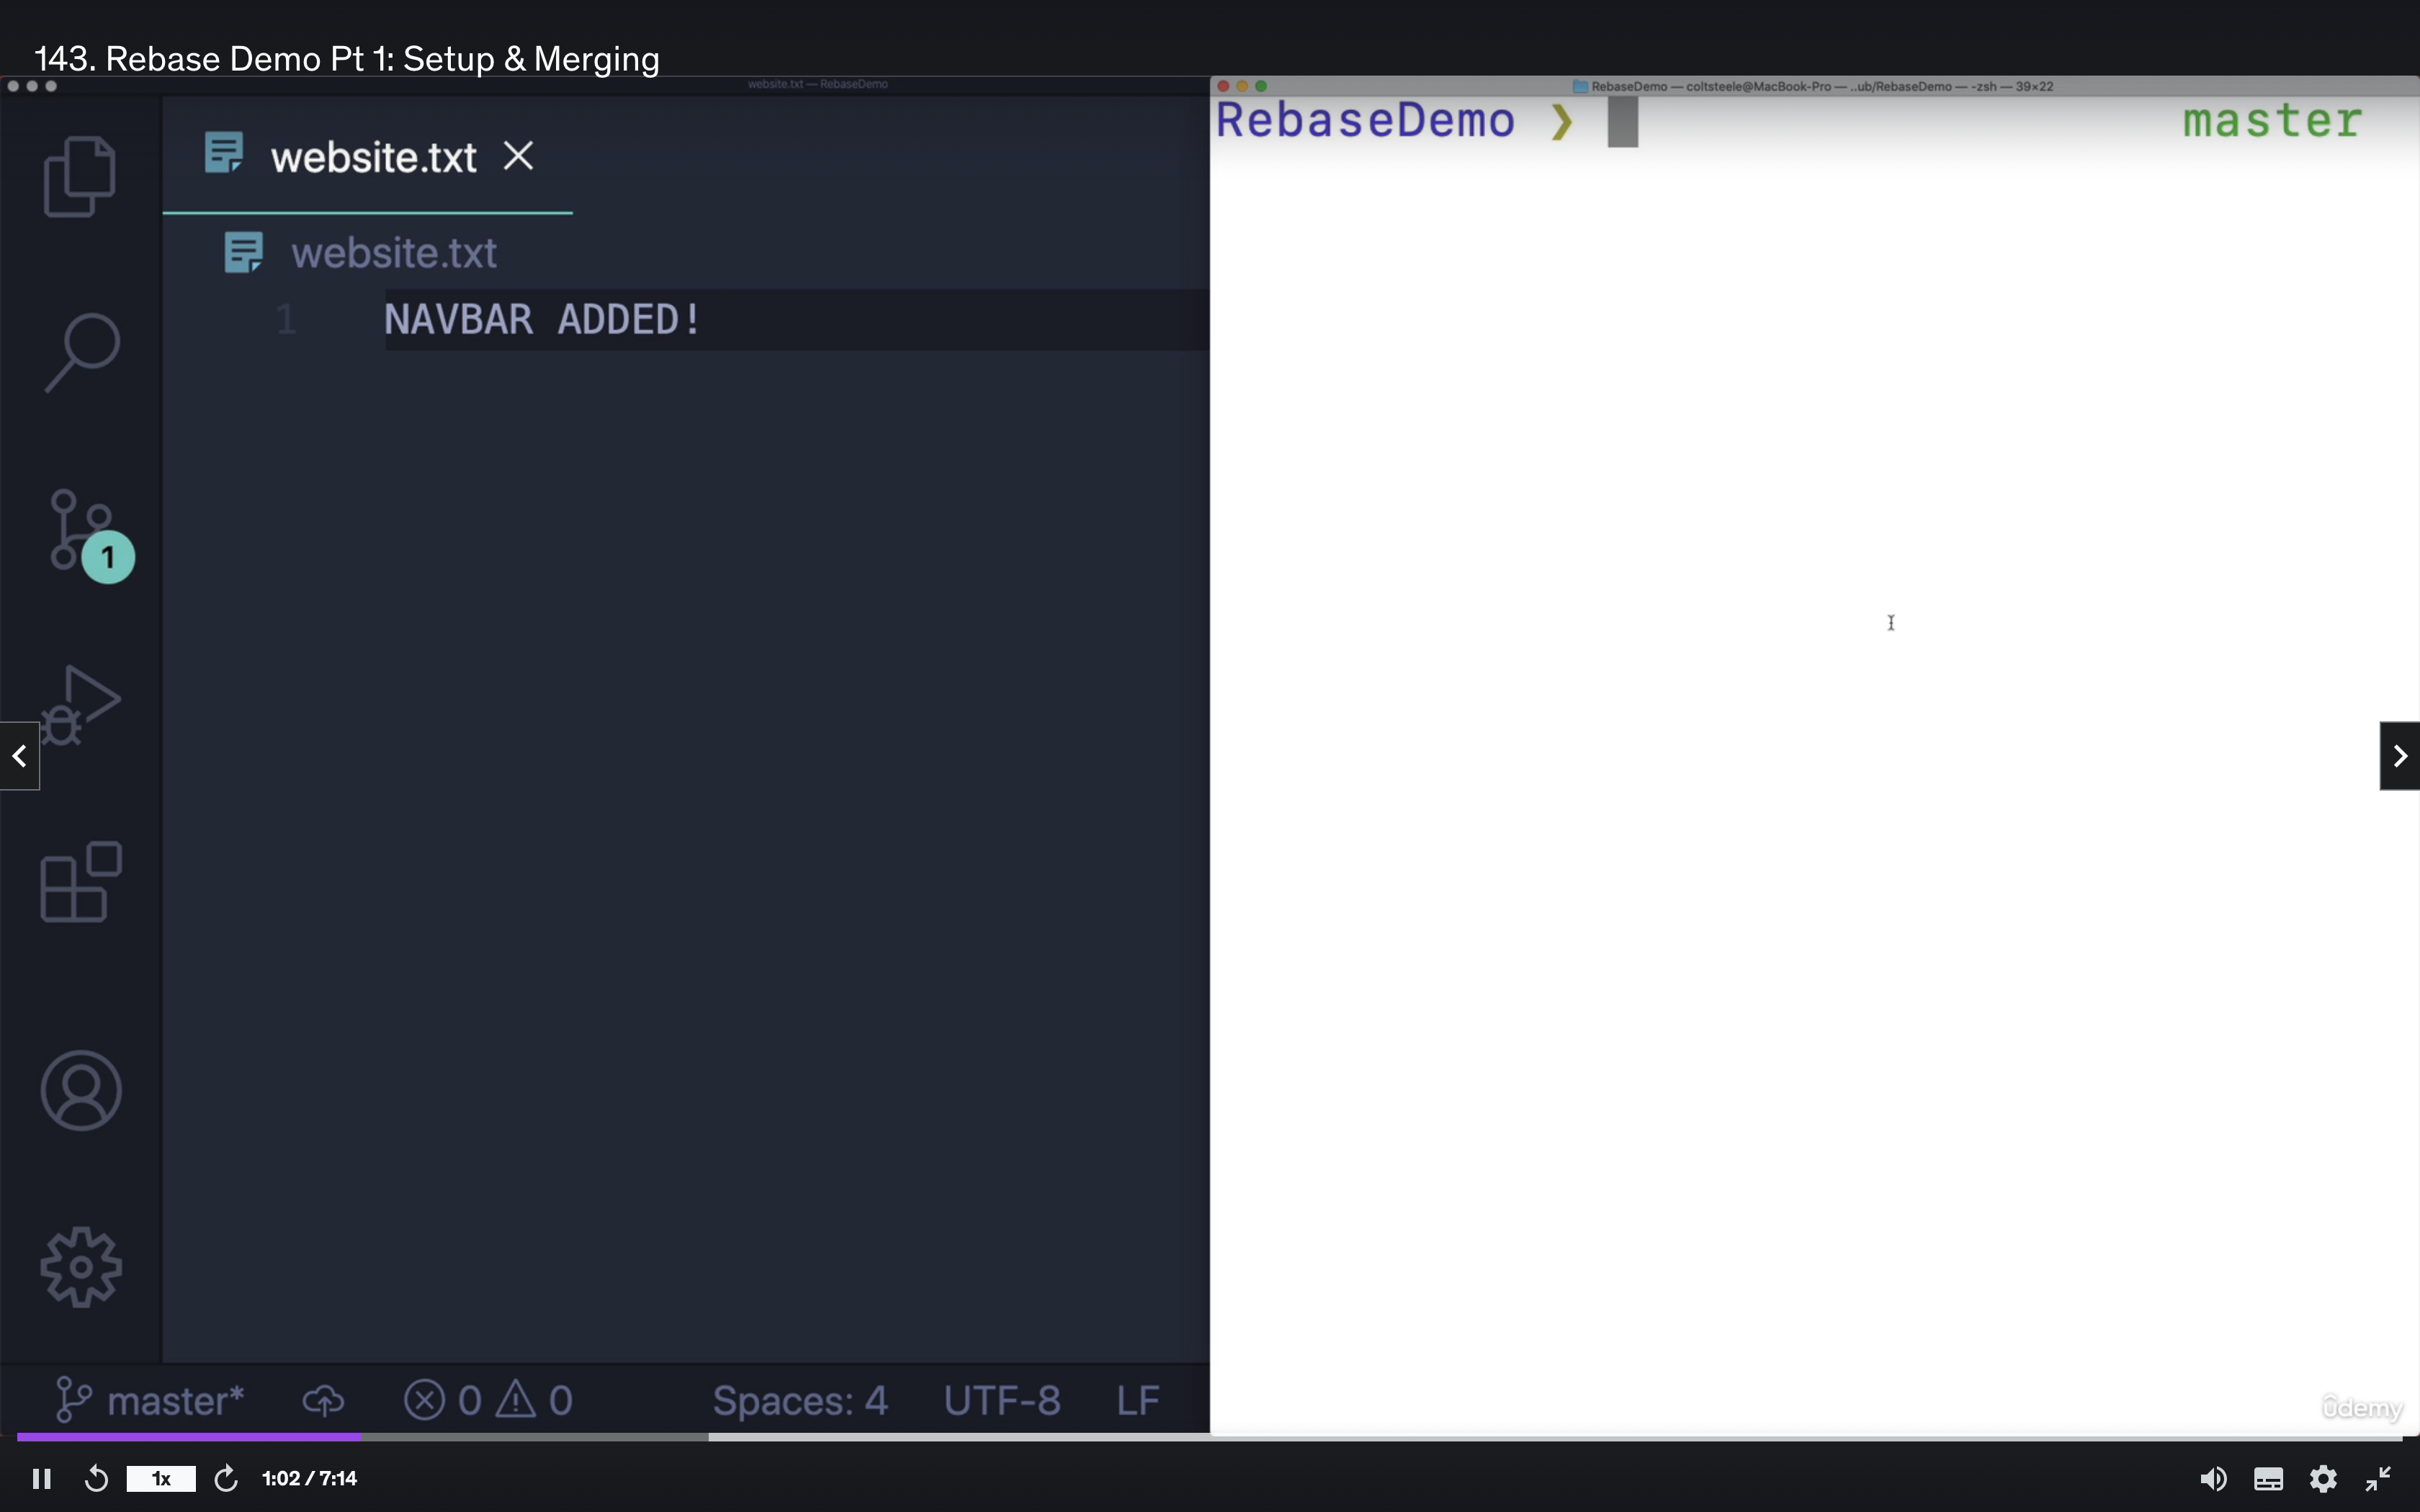 143. Rebase Demo Pt 1: Setup & Merging
website.txt — RebaseDemo
RebaseDemo — coltsteele@MacBook-Pro — ..ub/RebaseDemo — -zsh — 39×22
website.txt
website.txt
1 NAVBAR ADDED!
RebaseDemo ❯ master
1
master* 0 0 Spaces: 4 UTF-8 LF
udemy
1x 1:02 / 7:14